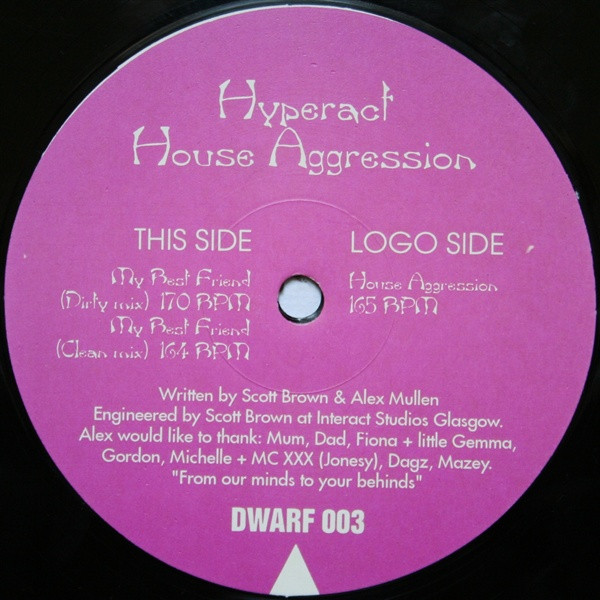 Hyperact
House Aggression
THIS SIDE
My Best Friend
(Dirty mix) 170 BPM
My Best Friend
(Clean mix) 164 BPM
LOGO SIDE
House Aggression
165 BPM
Written by Scott Brown & Alex Mullen
Engineered by Scott Brown at Interact Studios Glasgow.
Alex would like to thank: Mum, Dad, Fiona + little Gemma,
Gordon, Michelle + MC XXX (Jonesy), Dagz, Mazey.
"From our minds to your behinds"
DWARF 003